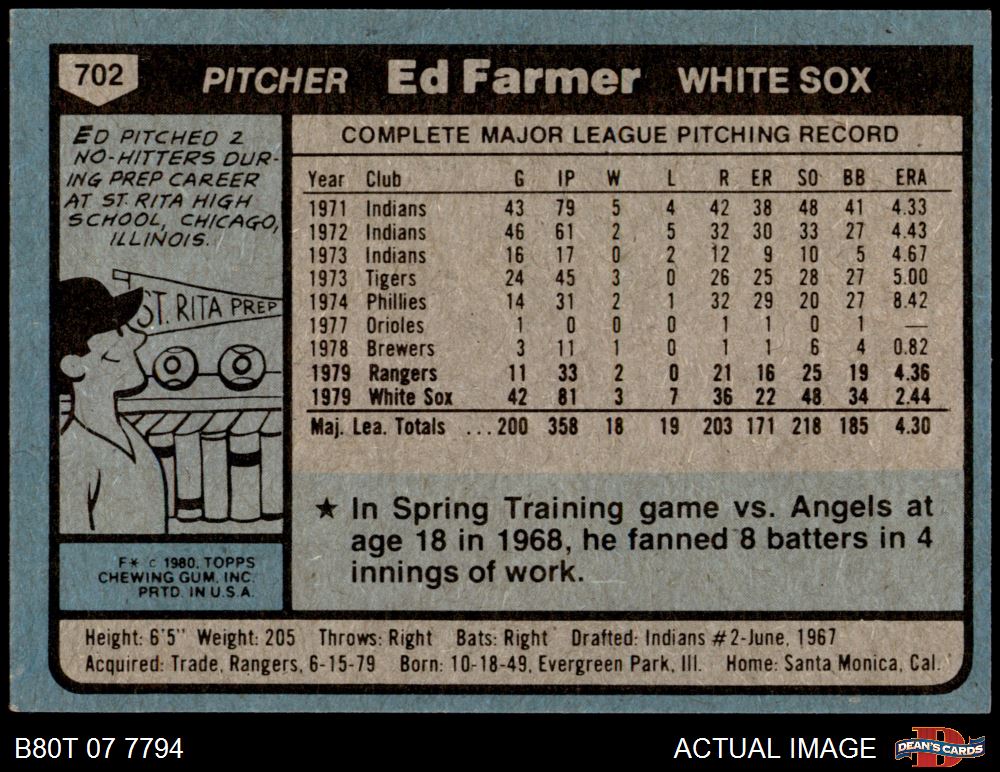 702 PITCHER Ed Farmer WHITE SOX
ED PITCHED 2
NO-HITTERS DUR-
ING PREP CAREER
AT ST. RITA HIGH
SCHOOL, CHICAGO,
ILLINOIS.
ST. RITA PREP
F* © 1980, TOPPS
CHEWING GUM, INC.
PRTD. IN U.S.A.
COMPLETE MAJOR LEAGUE PITCHING RECORD
Year Club G IP W L R ER SO BB ERA
1971 Indians 43 79 5 4 42 38 48 41 4.33
1972 Indians 46 61 2 5 32 30 33 27 4.43
1973 Indians 16 17 0 2 12 9 10 5 4.67
1973 Tigers 24 45 3 0 26 25 28 27 5.00
1974 Phillies 14 31 2 1 32 29 20 27 8.42
1977 Orioles 1 0 0 0 1 1 0 1 —
1978 Brewers 3 11 1 0 1 1 6 4 0.82
1979 Rangers 11 33 2 0 21 16 25 19 4.36
1979 White Sox 42 81 3 7 36 22 48 34 2.44
Maj. Lea. Totals ...200 358 18 19 203 171 218 185 4.30
★ In Spring Training game vs. Angels at
age 18 in 1968, he fanned 8 batters in 4
innings of work.
Height: 6'5" Weight: 205 Throws: Right Bats: Right Drafted: Indians #2-June, 1967
Acquired: Trade, Rangers, 6-15-79 Born: 10-18-49, Evergreen Park, Ill. Home: Santa Monica, Cal.
B80T 07 7794 ACTUAL IMAGE DEAN'S CARDS